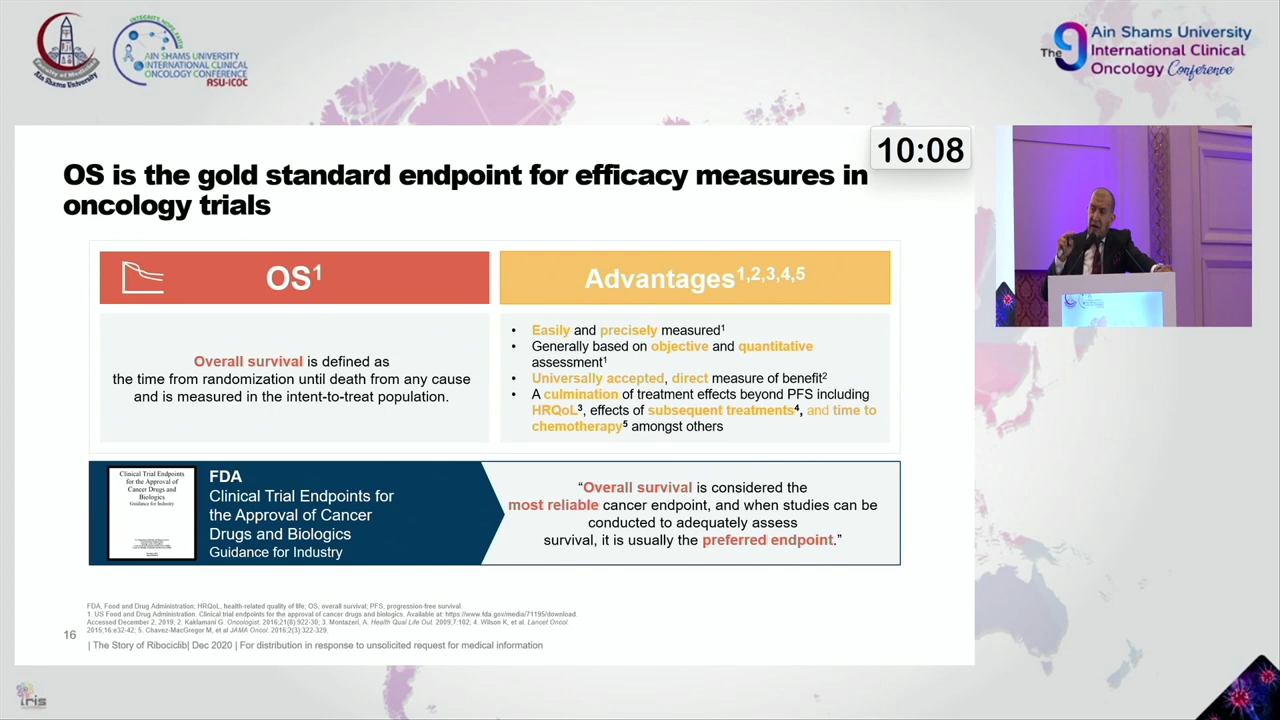 Faculty of Medicine
Ain Shams University
INTEGRITY, HOPE, FAITH
AIN SHAMS UNIVERSITY
INTERNATIONAL CLINICAL
ONCOLOGY CONFERENCE
ASU-ICOC
The 9th Ain Shams University
International Clinical
Oncology Conference
10:08
OS is the gold standard endpoint for efficacy measures in
oncology trials
OS1
Advantages1,2,3,4,5
Overall survival is defined as
the time from randomization until death from any cause
and is measured in the intent-to-treat population.
• Easily and precisely measured1
• Generally based on objective and quantitative
assessment1
• Universally accepted, direct measure of benefit2
• A culmination of treatment effects beyond PFS including
HRQoL3, effects of subsequent treatments4, and time to
chemotherapy5 amongst others
Clinical Trial Endpoints
for the Approval of
Cancer Drugs and
Biologics
Guidance for Industry
FDA
Clinical Trial Endpoints for
the Approval of Cancer
Drugs and Biologics
Guidance for Industry
“Overall survival is considered the
most reliable cancer endpoint, and when studies can be
conducted to adequately assess
survival, it is usually the preferred endpoint.”
FDA, Food and Drug Administration; HRQoL, health-related quality of life; OS, overall survival; PFS, progression-free survival.
1. US Food and Drug Administration. Clinical trial endpoints for the approval of cancer drugs and biologics. Available at: https://www.fda.gov/media/71195/download.
Accessed December 2, 2019; 2. Kaklamani G. Oncologist. 2016;21(8):922-30; 3. Montazeri, A. Health Qual Life Out. 2009;7:102; 4. Wilson K, et al. Lancet Oncol.
2015;16:e32-42; 5. Chavez-MacGregor M, et al JAMA Oncol. 2016;2(3):322-329.
16
| The Story of Ribociclib| Dec 2020 | For distribution in response to unsolicited request for medical information
iris